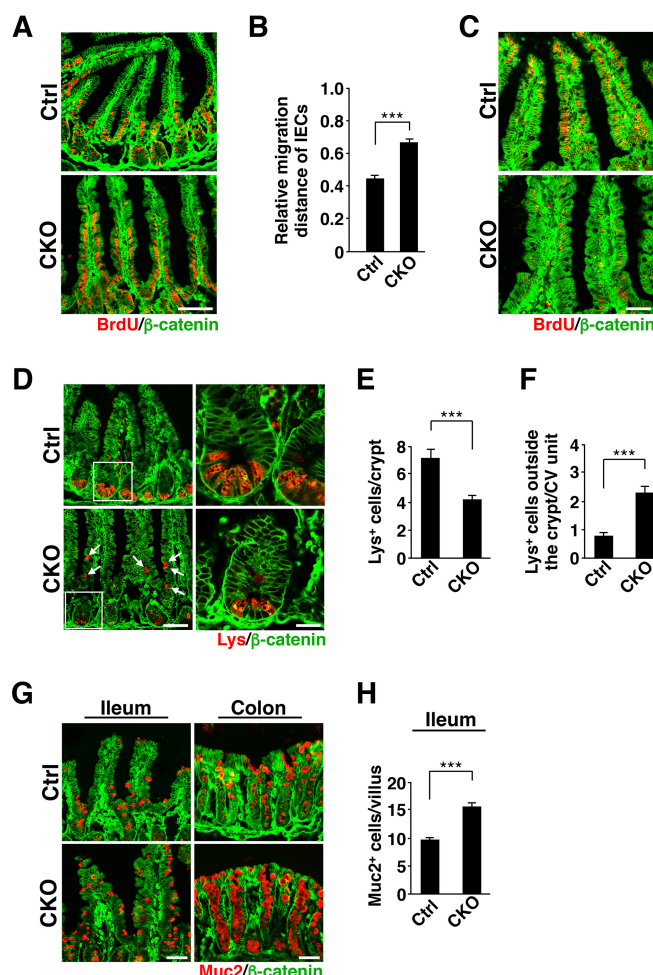 A
B
C
Ctrl
CKO
BrdU/β-catenin
Relative migration
distance of IECs
1.0
0.8
0.6
0.4
0.2
0
***
Ctrl
CKO
Ctrl
CKO
BrdU/β-catenin
D
E
F
Ctrl
CKO
Lys/β-catenin
Lys⁺ cells/crypt
8
6
4
2
0
***
Ctrl
CKO
Lys⁺ cells outside
the crypt/CV unit
4
3
2
1
0
***
Ctrl
CKO
G
H
Ileum
Colon
Ctrl
CKO
Muc2/β-catenin
Ileum
Muc2⁺ cells/villus
20
15
10
5
0
***
Ctrl
CKO